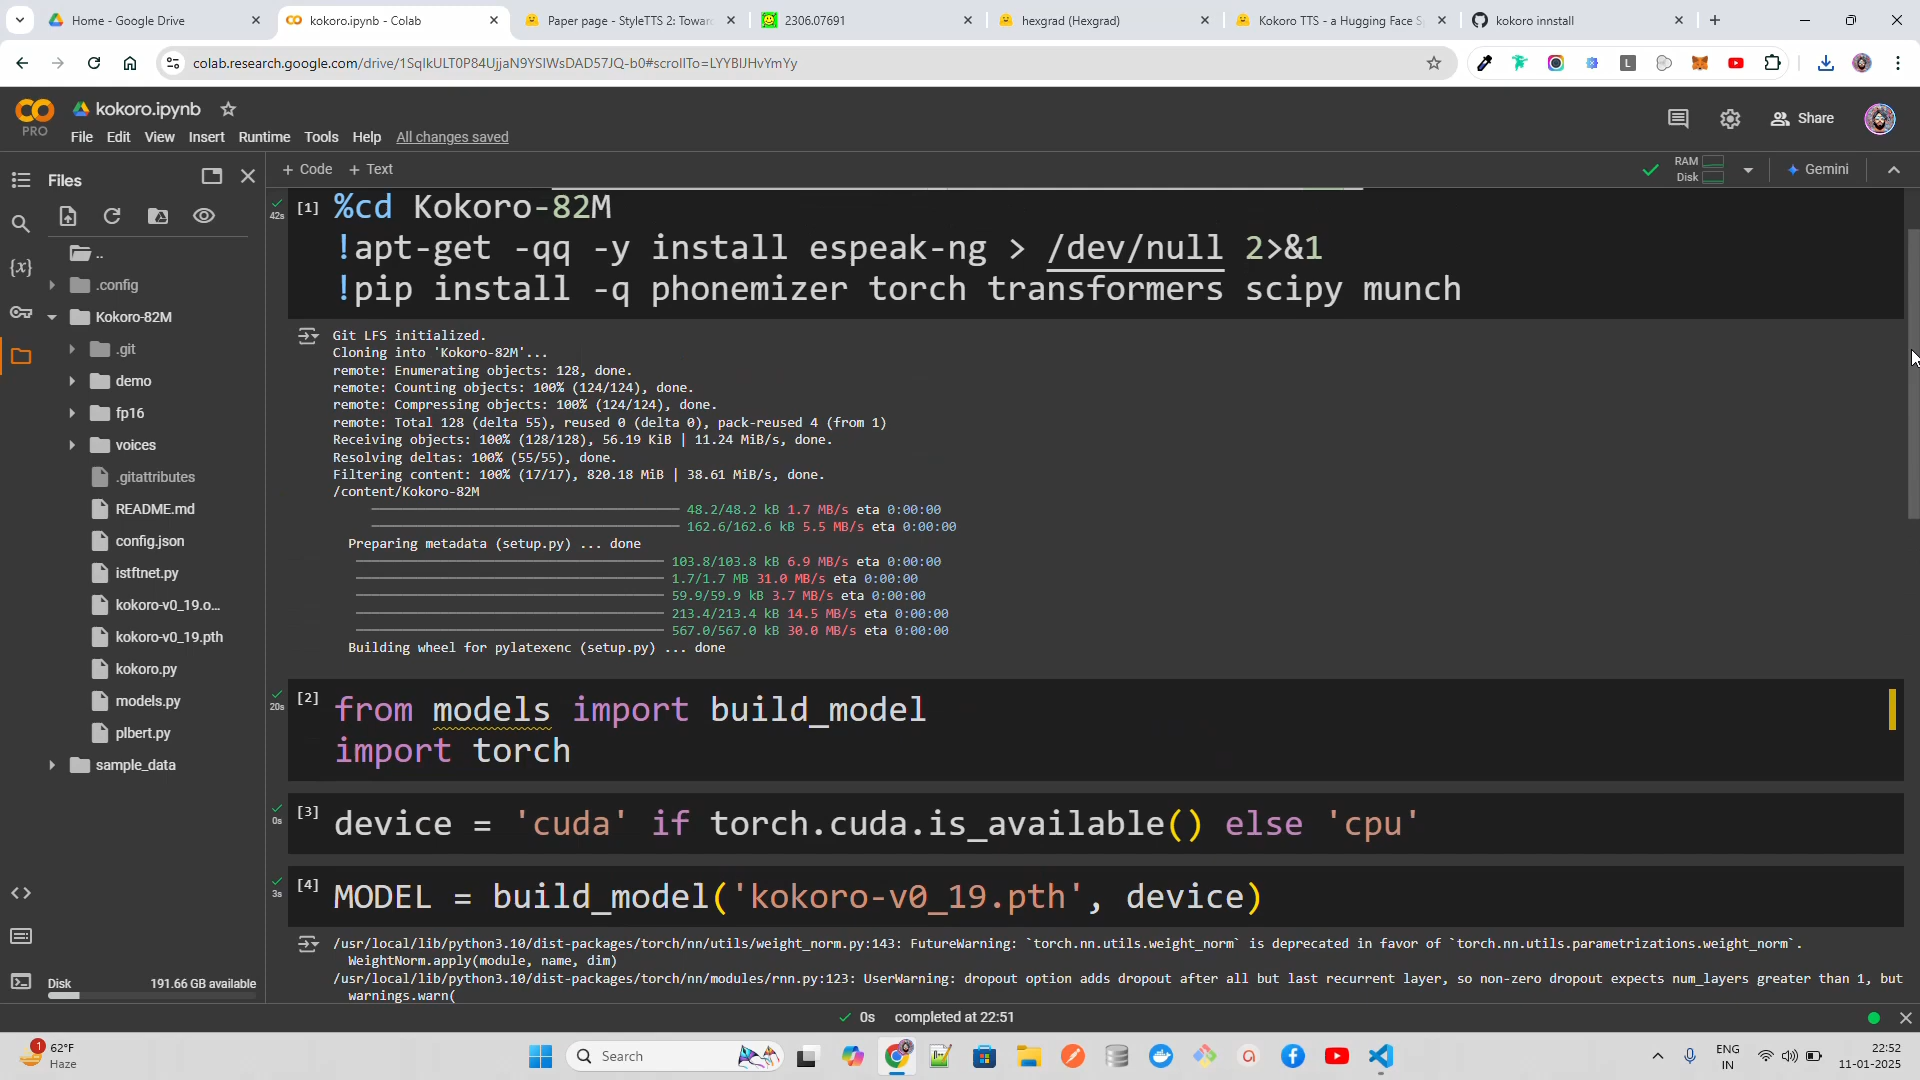 Home - Google Drive
kokoro.ipynb - Colab
Paper page - StyleTTS 2: Towar
2306.07691
hexgrad (Hexgrad)
Kokoro TTS - a Hugging Face S
kokoro innstall
colab.research.google.com/drive/1SqIkULT0P84UjjaN9YSIWsDAD57JQ-b0#scrollTo=LYYBIJHvYmYy
PRO
kokoro.ipynb
File Edit View Insert Runtime Tools Help All changes saved
Share
Files
+ Code + Text
RAM
Disk
Gemini
..
.config
Kokoro-82M
.git
demo
fp16
voices
.gitattributes
README.md
config.json
istftnet.py
kokoro-v0_19.o...
kokoro-v0_19.pth
kokoro.py
models.py
plbert.py
sample_data
Disk 191.66 GB available
[1] %cd Kokoro-82M
42s
!apt-get -qq -y install espeak-ng > /dev/null 2>&1
!pip install -q phonemizer torch transformers scipy munch
Git LFS initialized.
Cloning into 'Kokoro-82M'...
remote: Enumerating objects: 128, done.
remote: Counting objects: 100% (124/124), done.
remote: Compressing objects: 100% (124/124), done.
remote: Total 128 (delta 55), reused 0 (delta 0), pack-reused 4 (from 1)
Receiving objects: 100% (128/128), 56.19 KiB | 11.24 MiB/s, done.
Resolving deltas: 100% (55/55), done.
Filtering content: 100% (17/17), 820.18 MiB | 38.61 MiB/s, done.
/content/Kokoro-82M
48.2/48.2 kB 1.7 MB/s eta 0:00:00
162.6/162.6 kB 5.5 MB/s eta 0:00:00
Preparing metadata (setup.py) ... done
103.8/103.8 kB 6.9 MB/s eta 0:00:00
1.7/1.7 MB 31.0 MB/s eta 0:00:00
59.9/59.9 kB 3.7 MB/s eta 0:00:00
213.4/213.4 kB 14.5 MB/s eta 0:00:00
567.0/567.0 kB 30.0 MB/s eta 0:00:00
Building wheel for pylatexenc (setup.py) ... done
[2] from models import build_model
20s
import torch
[3] device = 'cuda' if torch.cuda.is_available() else 'cpu'
0s
[4] MODEL = build_model('kokoro-v0_19.pth', device)
3s
/usr/local/lib/python3.10/dist-packages/torch/nn/utils/weight_norm.py:143: FutureWarning: `torch.nn.utils.weight_norm` is deprecated in favor of `torch.nn.utils.parametrizations.weight_norm`.
WeightNorm.apply(module, name, dim)
/usr/local/lib/python3.10/dist-packages/torch/nn/modules/rnn.py:123: UserWarning: dropout option adds dropout after all but last recurrent layer, so non-zero dropout expects num_layers greater than 1, but
warnings.warn(
0s completed at 22:51
1
62°F
Haze
Search
ENG
IN
22:52
11-01-2025